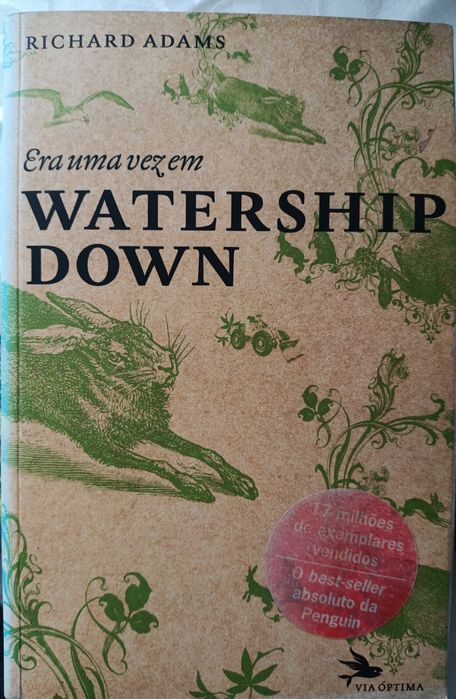 RICHARD ADAMS
Era uma vez em
WATERSHIP
DOWN
17 milhões
de exemplares
vendidos
O best-seller
absoluto da
Penguin
VIA ÓPTIMA